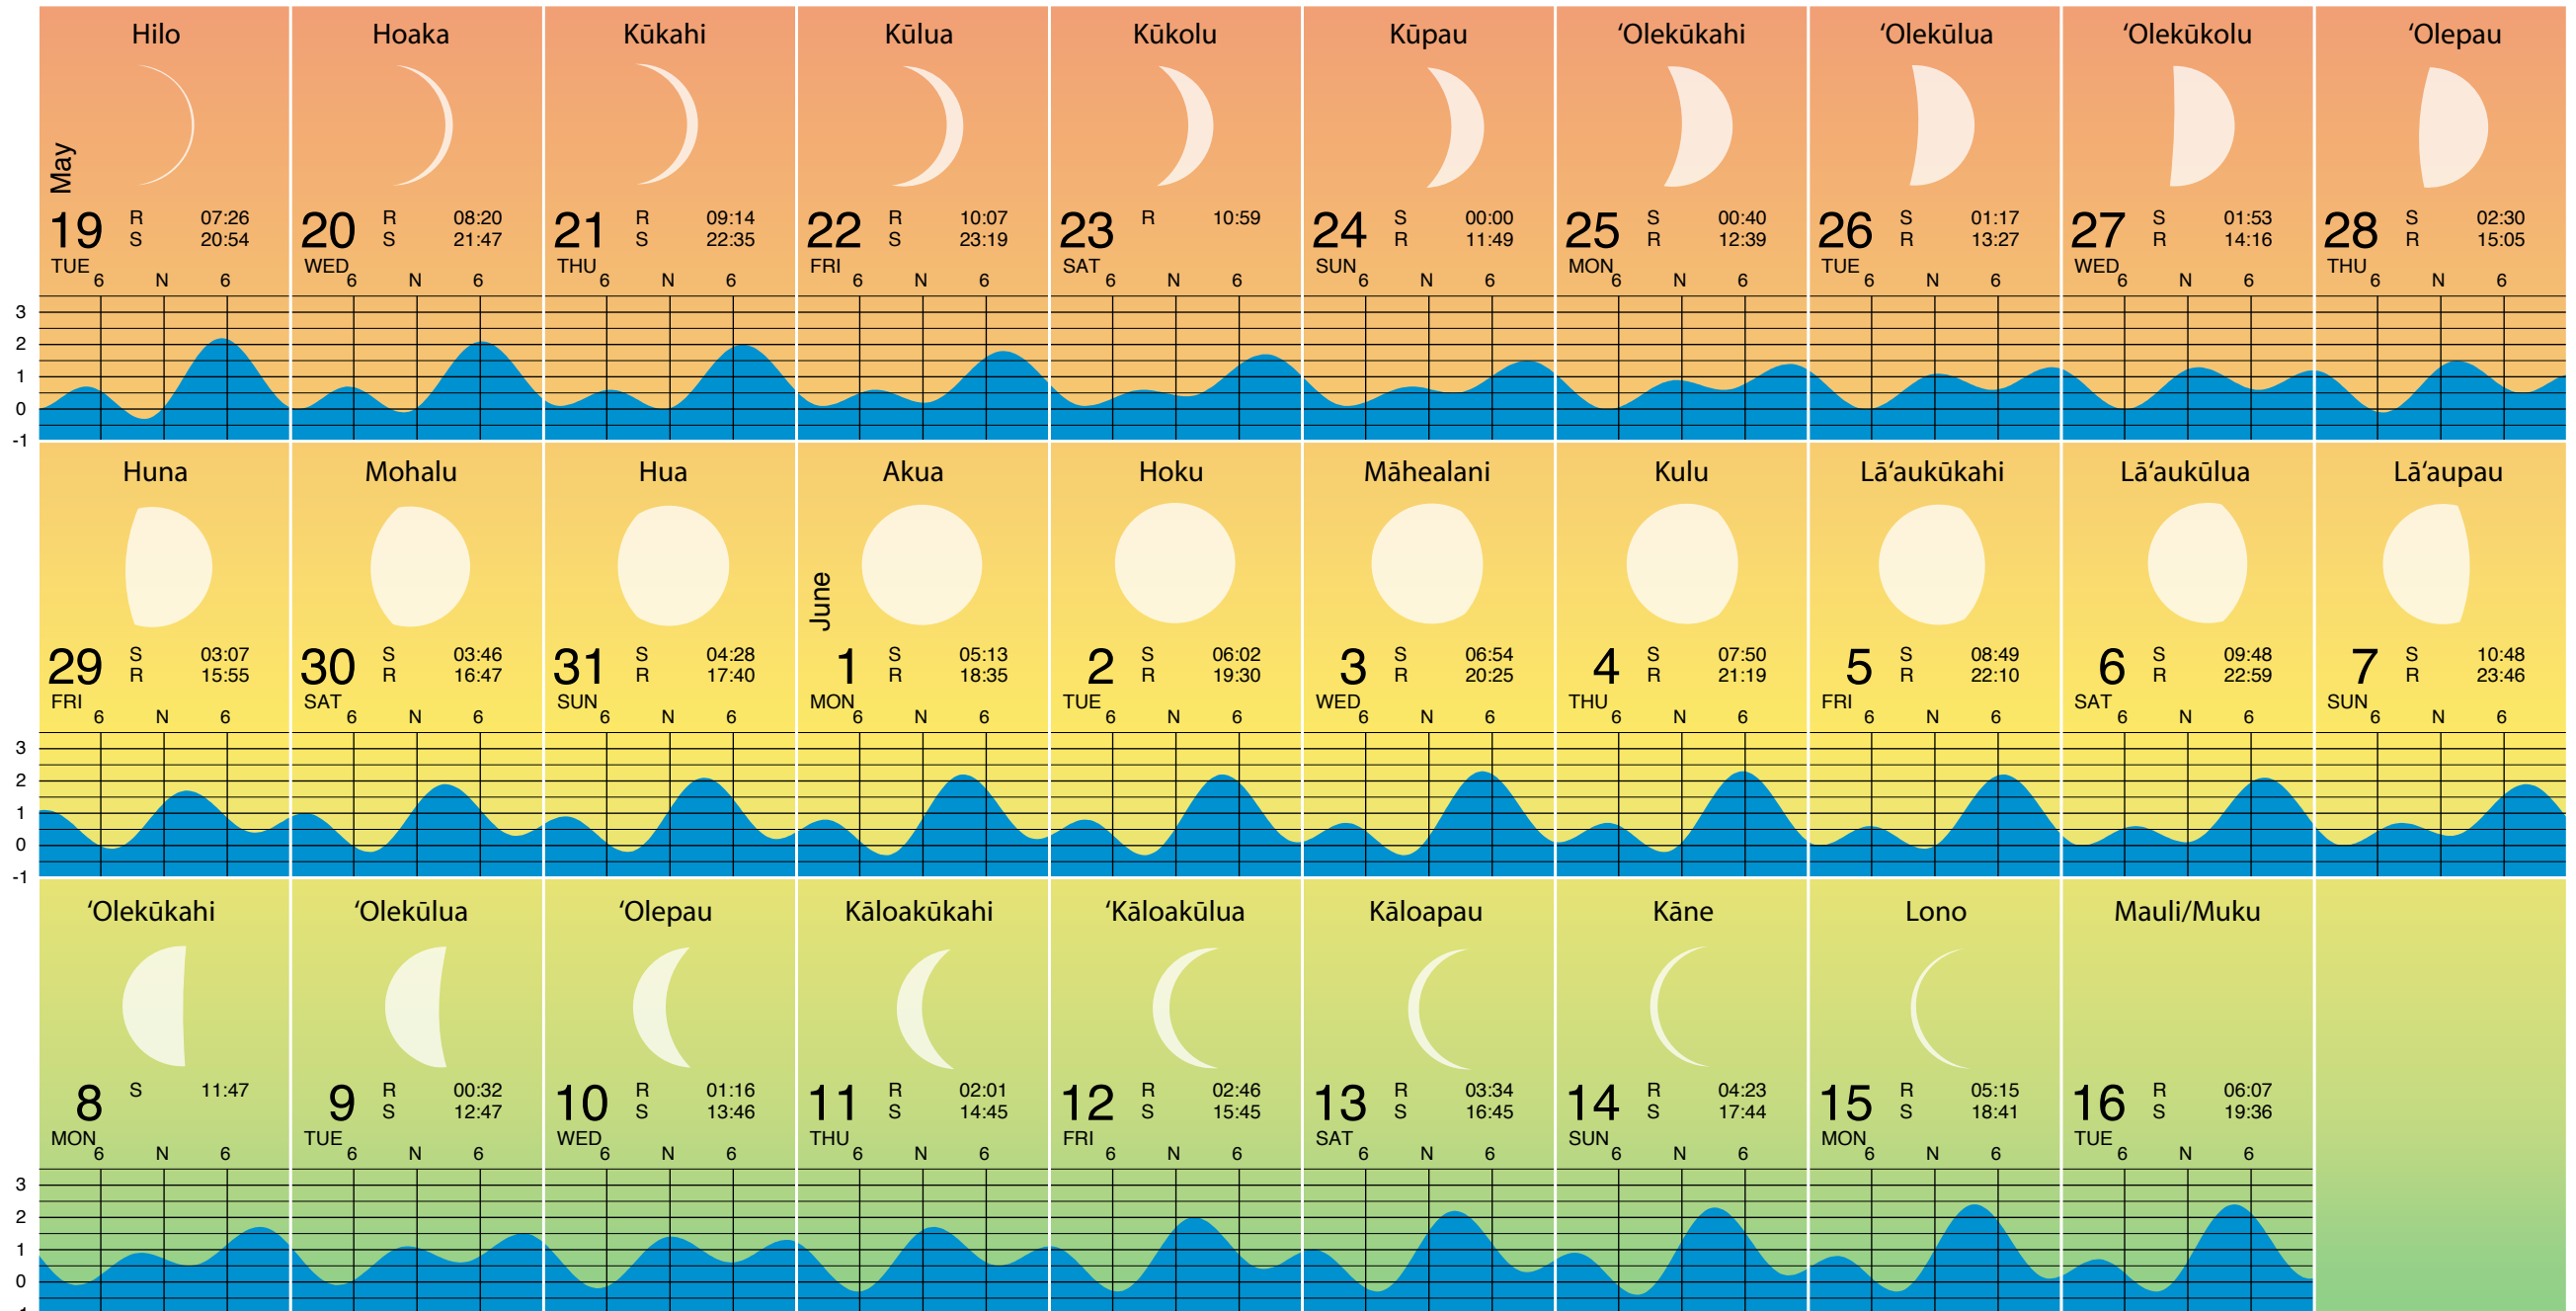 Hilo Hoaka Kūkahi Kūlua Kūkolu Kūpau ʻOlekūkahi ʻOlekūlua ʻOlekūkolu ʻOlepau
May
19 R 07:26 20 R 08:20 21 R 09:14 22 R 10:07 23 R 10:59 24 S 00:00 25 S 00:40 26 S 01:17 27 S 01:53 28 S 02:30
S 20:54 S 21:47 S 22:35 S 23:19 R 11:49 R 12:39 R 13:27 R 14:16 R 15:05
TUE WED THU FRI SAT SUN MON TUE WED THU
6 N 6 6 N 6 6 N 6 6 N 6 6 N 6 6 N 6 6 N 6 6 N 6 6 N 6 6 N 6
3
2
1
0
-1
Huna Mohalu Hua Akua Hoku Māhealani Kulu Lāʻaukūkahi Lāʻaukūlua Lāʻaupau
June
29 S 03:07 30 S 03:46 31 S 04:28 1 S 05:13 2 S 06:02 3 S 06:54 4 S 07:50 5 S 08:49 6 S 09:48 7 S 10:48
R 15:55 R 16:47 R 17:40 R 18:35 R 19:30 R 20:25 R 21:19 R 22:10 R 22:59 R 23:46
FRI SAT SUN MON TUE WED THU FRI SAT SUN
6 N 6 6 N 6 6 N 6 6 N 6 6 N 6 6 N 6 6 N 6 6 N 6 6 N 6 6 N 6
3
2
1
0
-1
ʻOlekūkahi ʻOlekūlua ʻOlepau Kāloakūkahi ʻKāloakūlua Kāloapau Kāne Lono Mauli/Muku
8 S 11:47 9 R 00:32 10 R 01:16 11 R 02:01 12 R 02:46 13 R 03:34 14 R 04:23 15 R 05:15 16 R 06:07
S 12:47 S 13:46 S 14:45 S 15:45 S 16:45 S 17:44 S 18:41 S 19:36
MON TUE WED THU FRI SAT SUN MON TUE
6 N 6 6 N 6 6 N 6 6 N 6 6 N 6 6 N 6 6 N 6 6 N 6 6 N 6
3
2
1
0